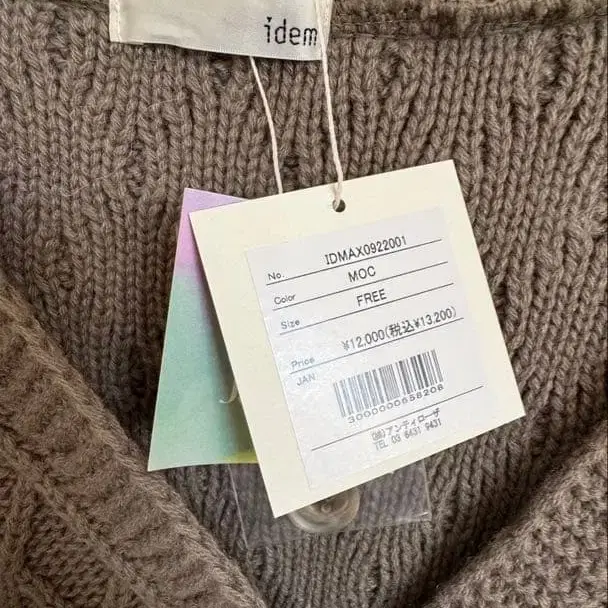 idem
No. IDMAX0922001
Color MOC
Size FREE
Price ¥12,000(税込¥13,200)
JAN
3000000658208
(株)アンティローザ
TEL 03 6431 9431